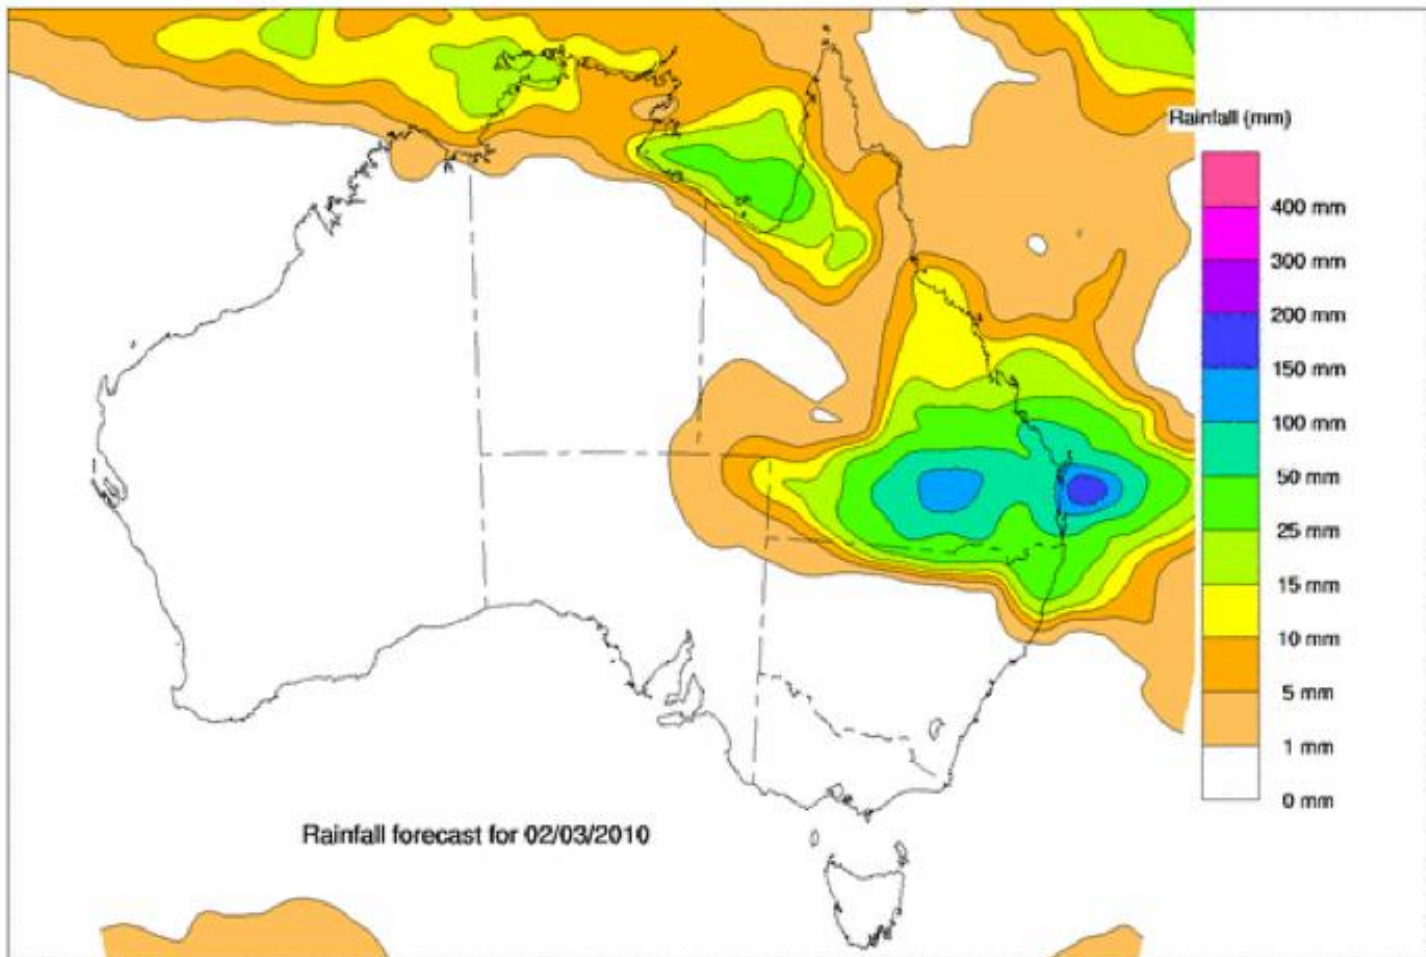 Rainfall (mm)
400 mm
300 mm
200 mm
150 mm
100 mm
50 mm
25 mm
15 mm
10 mm
5 mm
1 mm
0 mm
Rainfall forecast for 02/03/2010